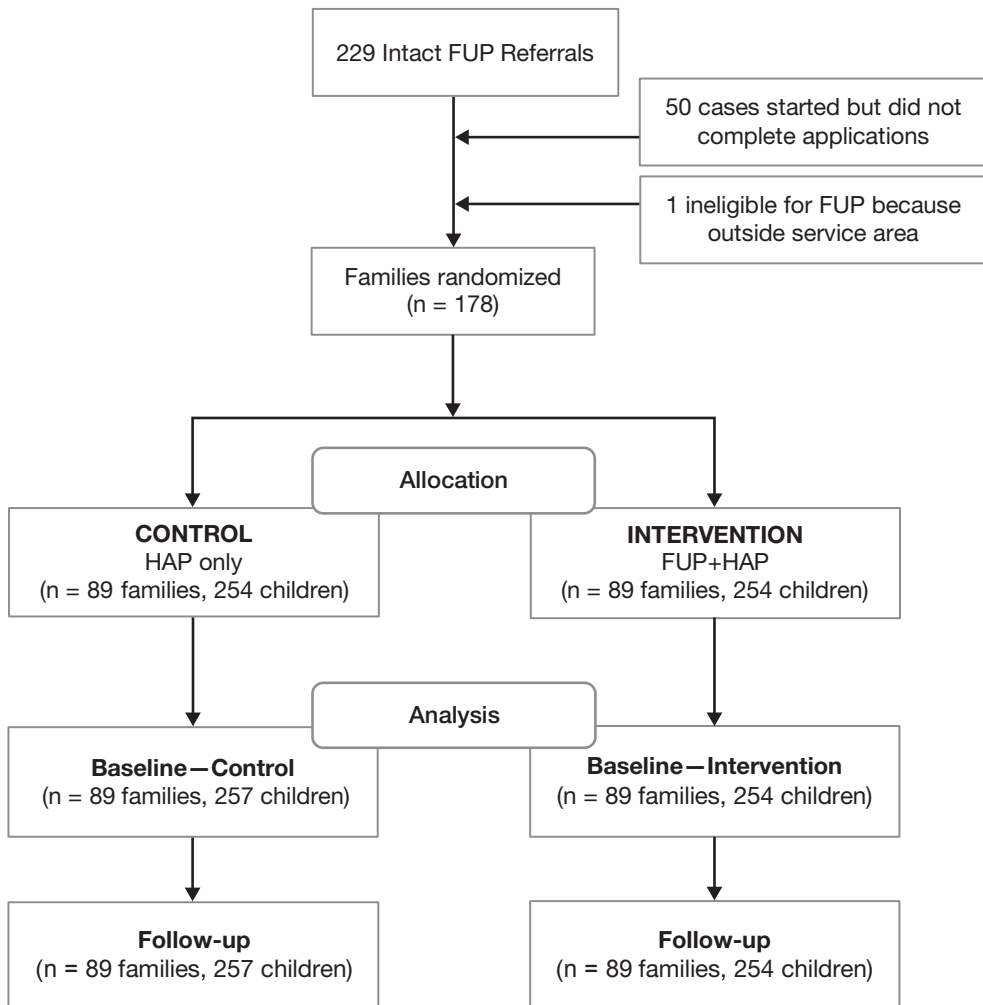 229 Intact FUP Referrals
50 cases started but did not
complete applications
1 ineligible for FUP because
outside service area
Families randomized
(n = 178)
Allocation
CONTROL
HAP only
(n = 89 families, 254 children)
INTERVENTION
FUP+HAP
(n = 89 families, 254 children)
Analysis
Baseline—Control
(n = 89 families, 257 children)
Baseline—Intervention
(n = 89 families, 254 children)
Follow-up
(n = 89 families, 257 children)
Follow-up
(n = 89 families, 254 children)